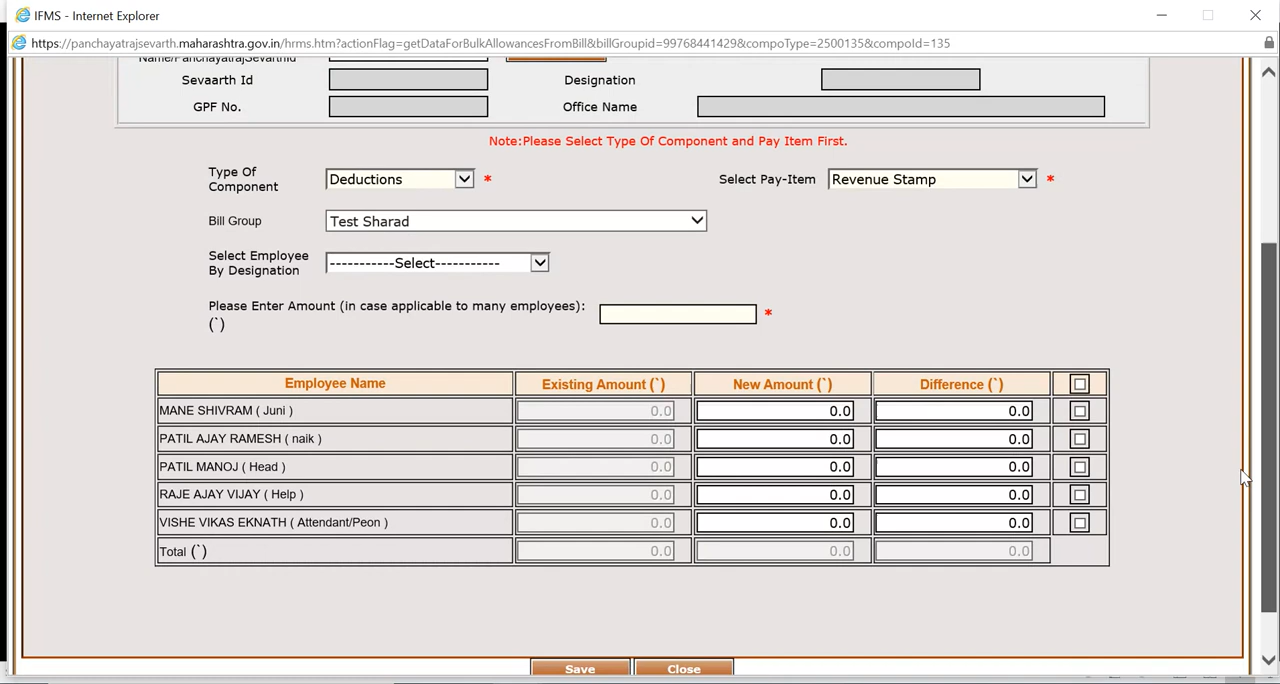 IFMS - Internet Explorer
https://panchayatrajsevarth.maharashtra.gov.in/hrms.htm?actionFlag=getDataForBulkAllowancesFromBill&billGroupid=99768441429&compoType=2500135&compoId=135
Name/PanchayatrajSevarthId
Sevaarth Id Designation
GPF No. Office Name
Note:Please Select Type Of Component and Pay Item First.
Type Of
Component Deductions * Select Pay-Item Revenue Stamp *
Bill Group Test Sharad
Select Employee
By Designation -----------Select-----------
Please Enter Amount (in case applicable to many employees):
(`) *
Employee Name Existing Amount (`) New Amount (`) Difference (`)
MANE SHIVRAM ( Juni ) 0.0 0.0 0.0
PATIL AJAY RAMESH ( naik ) 0.0 0.0 0.0
PATIL MANOJ ( Head ) 0.0 0.0 0.0
RAJE AJAY VIJAY ( Help ) 0.0 0.0 0.0
VISHE VIKAS EKNATH ( Attendant/Peon ) 0.0 0.0 0.0
Total (`) 0.0 0.0 0.0
Save Close